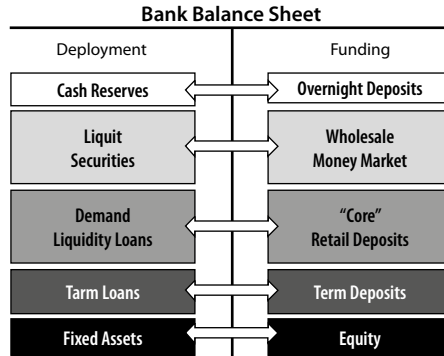 Bank Balance Sheet
Deployment
Funding
Cash Reserves
Overnight Deposits
Liquit
Securities
Wholesale
Money Market
Demand
Liquidity Loans
"Core"
Retail Deposits
Tarm Loans
Term Deposits
Fixed Assets
Equity